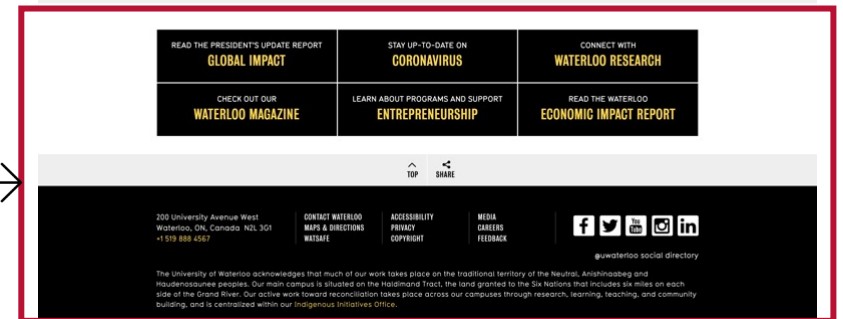 READ THE PRESIDENT'S UPDATE REPORT
GLOBAL IMPACT
STAY UP-TO-DATE ON
CORONAVIRUS
CONNECT WITH
WATERLOO RESEARCH
CHECK OUT OUR
WATERLOO MAGAZINE
LEARN ABOUT PROGRAMS AND SUPPORT
ENTREPRENEURSHIP
READ THE WATERLOO
ECONOMIC IMPACT REPORT
TOP
SHARE
200 University Avenue West
Waterloo, ON, Canada N2L 3G1
+1 519 888 4567
CONTACT WATERLOO
MAPS & DIRECTIONS
WATSAFE
ACCESSIBILITY
PRIVACY
COPYRIGHT
MEDIA
CAREERS
FEEDBACK
You
Tube
in
@uwaterloo social directory
The University of Waterloo acknowledges that much of our work takes place on the traditional territory of the Neutral, Anishinaabeg and
Haudenosaunee peoples. Our main campus is situated on the Haldimand Tract, the land granted to the Six Nations that includes six miles on each
side of the Grand River. Our active work toward reconciliation takes place across our campuses through research, learning, teaching, and community
building, and is centralized within our Indigenous Initiatives Office.